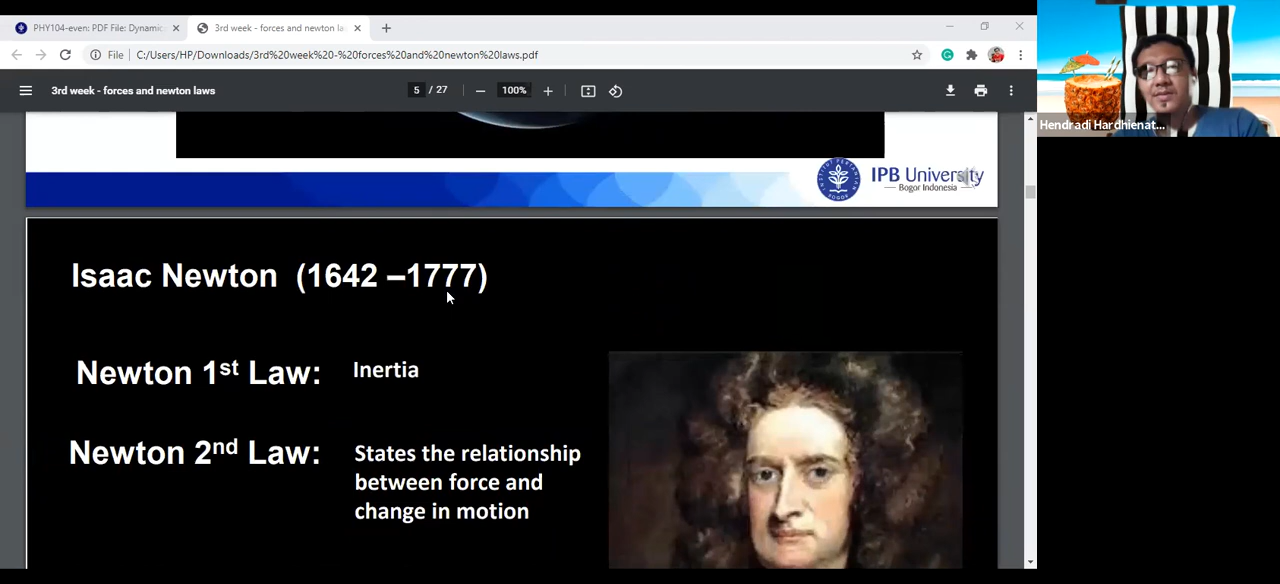 PHY104-even: PDF File: Dynamic
3rd week - forces and newton la
File
C:/Users/HP/Downloads/3rd%20week%20-%20forces%20and%20newton%20laws.pdf
3rd week - forces and newton laws
5 / 27
100%
Hendradi Hardhienat...
IPB University
Bogor Indonesia
Isaac Newton (1642 –1777)
Newton 1st Law: Inertia
Newton 2nd Law: States the relationship
between force and
change in motion